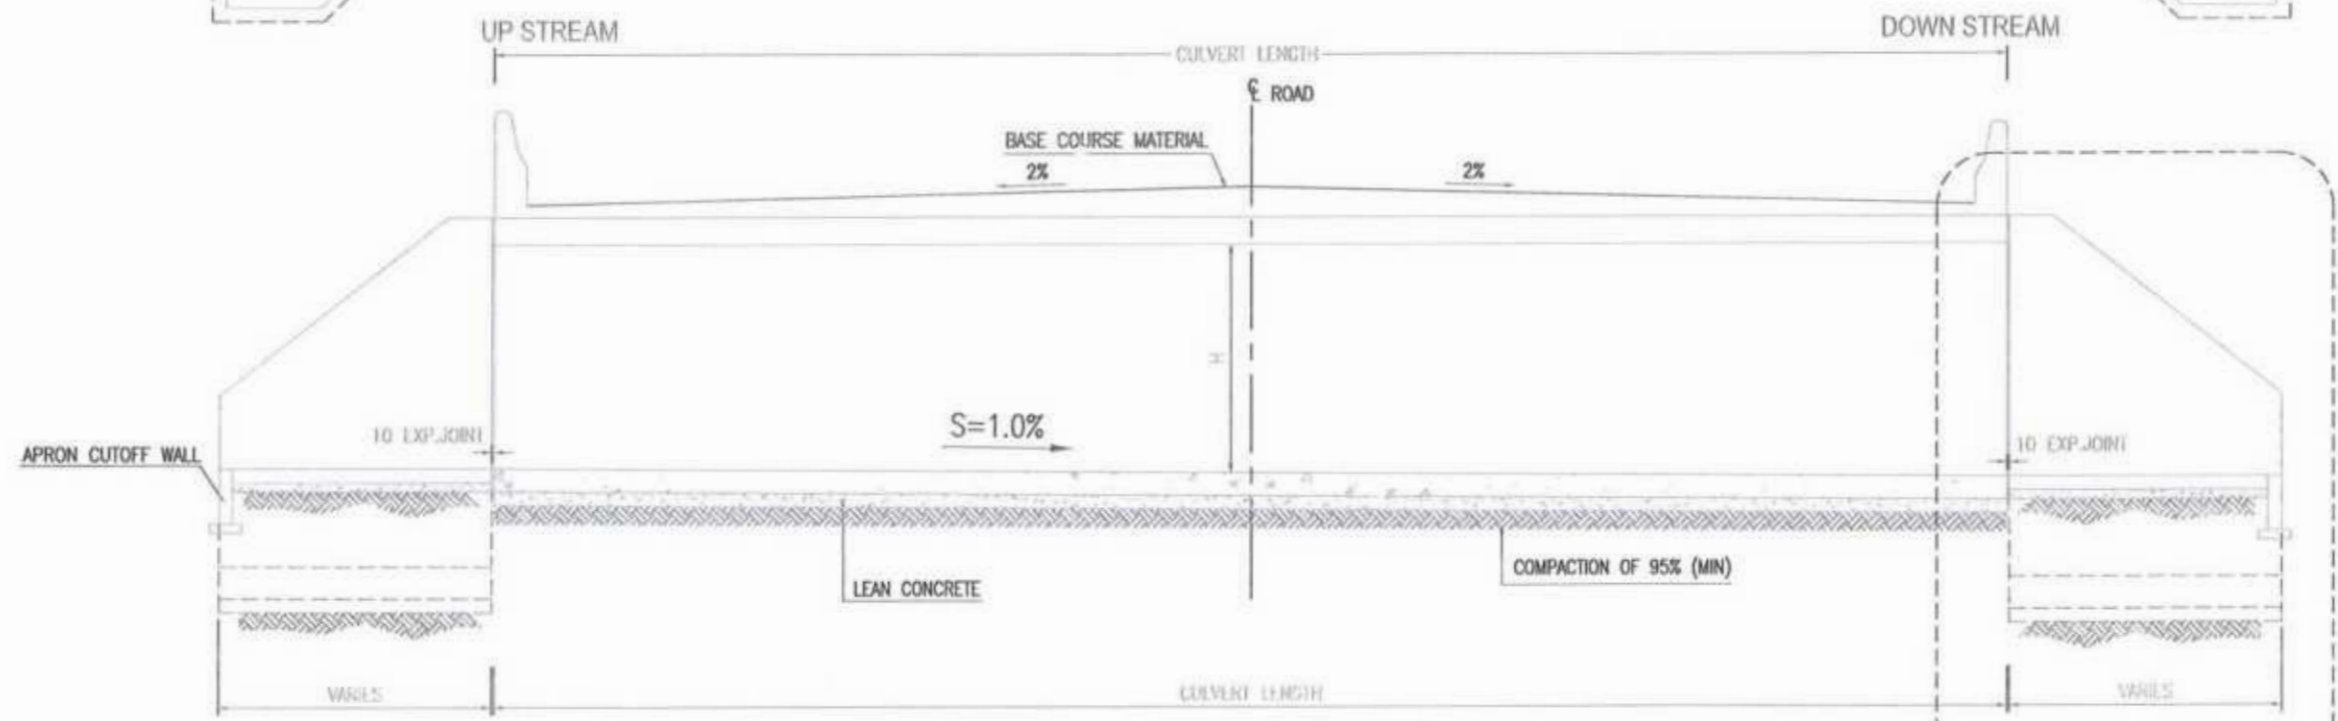 UP STREAM
DOWN STREAM
CULVERT LENGTH
℄ ROAD
BASE COURSE MATERIAL
2%
2%
H
S=1.0%
10 EXP.JOINT
10 EXP.JOINT
APRON CUTOFF WALL
COMPACTION OF 95% (MIN)
LEAN CONCRETE
VARIES
CULVERT LENGTH
VARIES